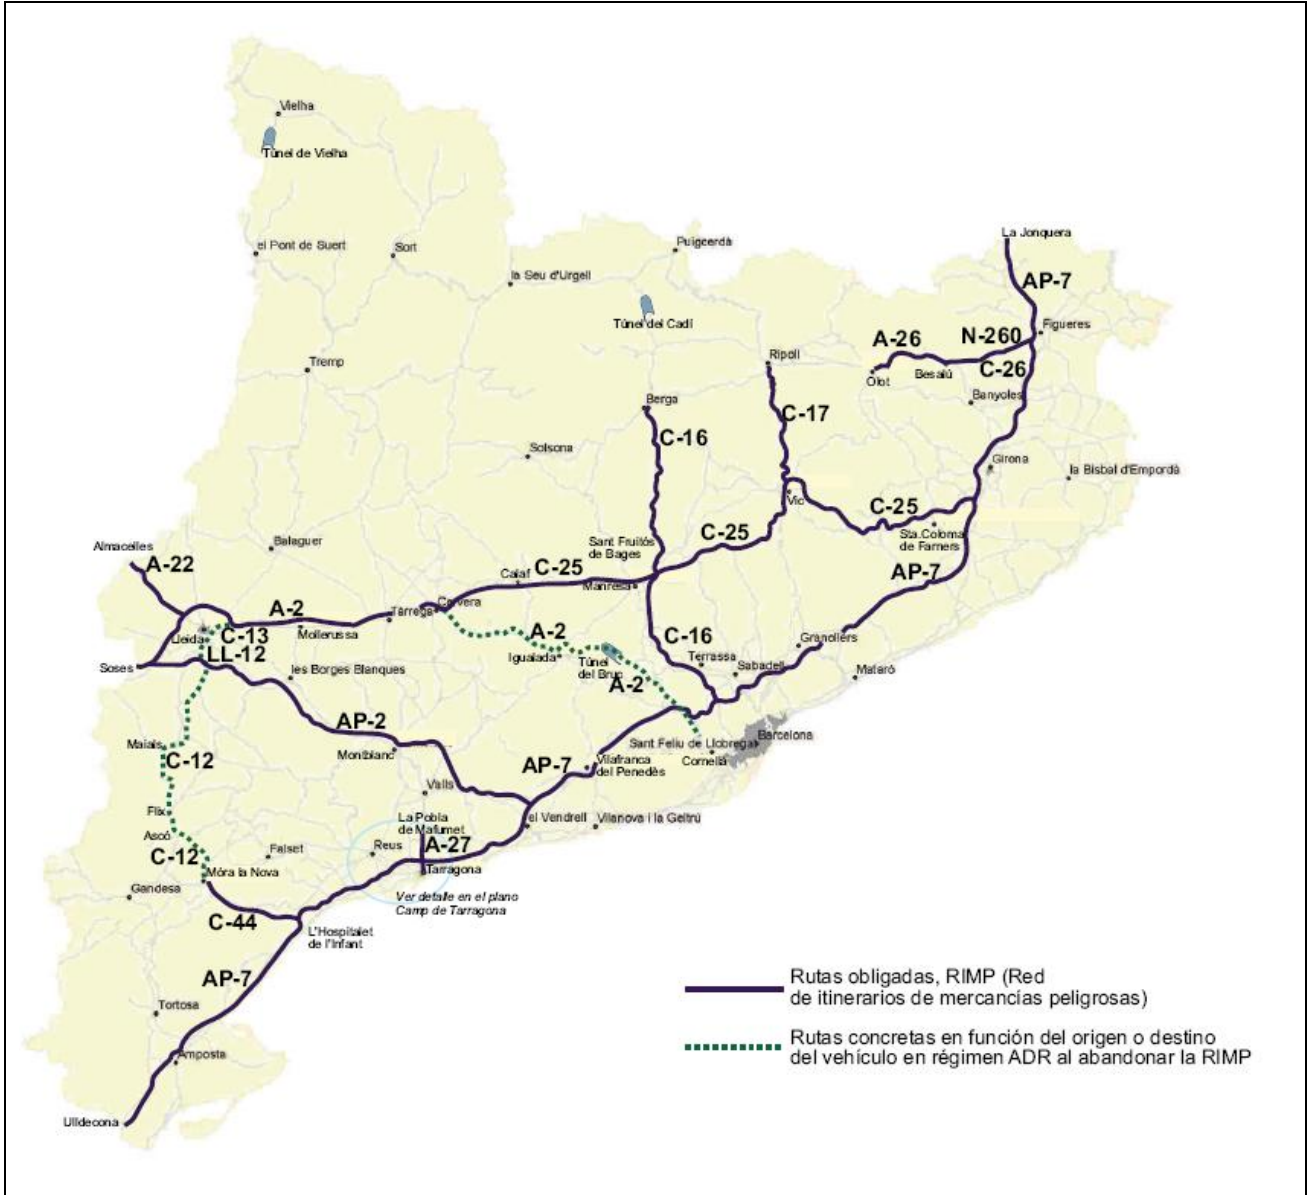 Vielha
Túnel de Vielha
el Pont de Suert
Sort
Puigcerdà
la Seu d'Urgell
La Jonquera
AP-7
Túnel del Cadí
Figueres
A-26
N-260
Tremp
Ripoll
Olot
Besalú
C-26
Banyoles
Berga
C-17
C-16
Solsona
Girona
la Bisbal d'Empordà
Vic
C-25
Sta.Coloma
de Farners
Almacelles
Balaguer
Sant Fruitós
de Bages
C-25
A-22
Calaf
C-25
Manresa
AP-7
A-2
Tàrrega
Cervera
Lleida
C-13
Mollerussa
A-2
C-16
Granollers
LL-12
Igualada
Túnel
del Bruc
Terrassa
Sabadell
Mataró
Soses
les Borges Blanques
A-2
AP-2
Maials
Montblanc
Sant Feliu de Llobregat
Barcelona
C-12
AP-7
Vilafranca
del Penedès
Cornellà
Valls
Flix
La Pobla
de Mafumet
el Vendrell
Vilanova i la Geltrú
Ascó
C-12
Falset
Reus
A-27
Móra la Nova
Tarragona
Gandesa
Ver detalle en el plano
Camp de Tarragona
C-44
L'Hospitalet
de l'Infant
AP-7
Rutas obligadas, RIMP (Red
de itinerarios de mercancías peligrosas)
Tortosa
Rutas concretas en función del origen o destino
del vehículo en régimen ADR al abandonar la RIMP
Amposta
Ulldecona